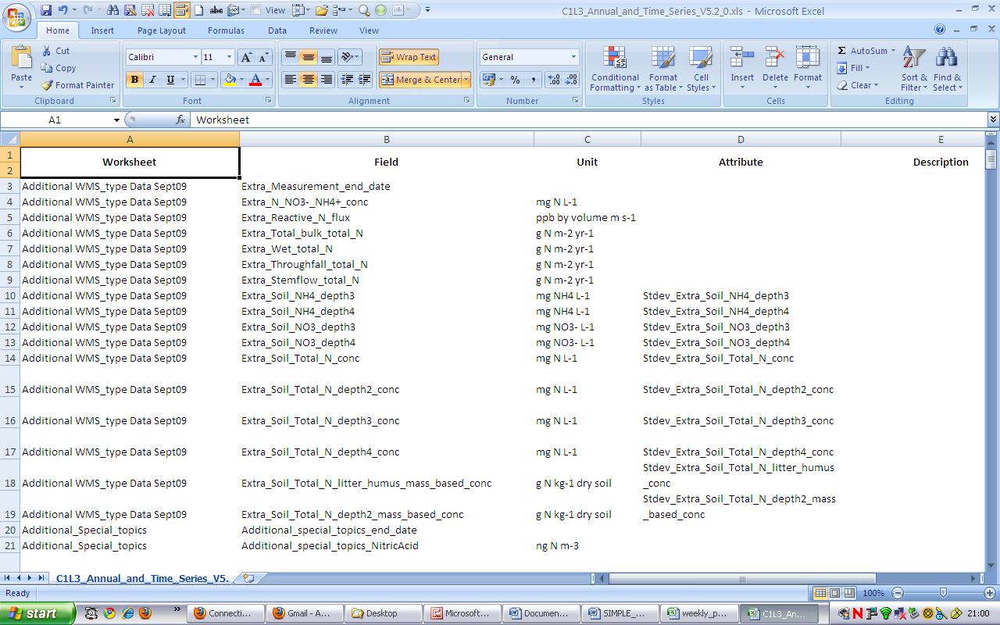 View
C1L3_Annual_and_Time_Series_V5.2_0.xls - Microsoft Excel
Home Insert Page Layout Formulas Data Review View
Paste
Cut
Copy
Format Painter
Clipboard
Calibri 11
B I U
Font
Wrap Text
Merge & Center
Alignment
General
% ,
Number
Conditional Formatting
Format as Table
Cell Styles
Styles
Insert Delete Format
Cells
Σ AutoSum
Fill
Clear
Sort & Filter
Find & Select
Editing
A1 fx Worksheet
A B C D E
1 Worksheet Field Unit Attribute Description
2
3 Additional WMS_type Data Sept09 Extra_Measurement_end_date
4 Additional WMS_type Data Sept09 Extra_N_NO3-_NH4+_conc mg N L-1
5 Additional WMS_type Data Sept09 Extra_Reactive_N_flux ppb by volume m s-1
6 Additional WMS_type Data Sept09 Extra_Total_bulk_total_N g N m-2 yr-1
7 Additional WMS_type Data Sept09 Extra_Wet_total_N g N m-2 yr-1
8 Additional WMS_type Data Sept09 Extra_Throughfall_total_N g N m-2 yr-1
9 Additional WMS_type Data Sept09 Extra_Stemflow_total_N g N m-2 yr-1
10 Additional WMS_type Data Sept09 Extra_Soil_NH4_depth3 mg NH4 L-1 Stdev_Extra_Soil_NH4_depth3
11 Additional WMS_type Data Sept09 Extra_Soil_NH4_depth4 mg NH4 L-1 Stdev_Extra_Soil_NH4_depth4
12 Additional WMS_type Data Sept09 Extra_Soil_NO3_depth3 mg NO3- L-1 Stdev_Extra_Soil_NO3_depth3
13 Additional WMS_type Data Sept09 Extra_Soil_NO3_depth4 mg NO3- L-1 Stdev_Extra_Soil_NO3_depth4
14 Additional WMS_type Data Sept09 Extra_Soil_Total_N_conc mg N L-1 Stdev_Extra_Soil_Total_N_conc
15 Additional WMS_type Data Sept09 Extra_Soil_Total_N_depth2_conc mg N L-1 Stdev_Extra_Soil_Total_N_depth2_conc
16 Additional WMS_type Data Sept09 Extra_Soil_Total_N_depth3_conc mg N L-1 Stdev_Extra_Soil_Total_N_depth3_conc
17 Additional WMS_type Data Sept09 Extra_Soil_Total_N_depth4_conc mg N L-1 Stdev_Extra_Soil_Total_N_depth4_conc
Stdev_Extra_Soil_Total_N_litter_humus
18 Additional WMS_type Data Sept09 Extra_Soil_Total_N_litter_humus_mass_based_conc g N kg-1 dry soil _conc
Stdev_Extra_Soil_Total_N_depth2_mass
19 Additional WMS_type Data Sept09 Extra_Soil_Total_N_depth2_mass_based_conc g N kg-1 dry soil _based_conc
20 Additional_Special_topics Additional_special_topics_end_date
21 Additional_Special_topics Additional_special_topics_NitricAcid ng N m-3
C1L3_Annual_and_Time_Series_V5.
Ready 100%
start » Connecti... Gmail - A... Desktop Microsoft... Documen... SIMPLE_... weekly_p... C1L3_An... 21:00